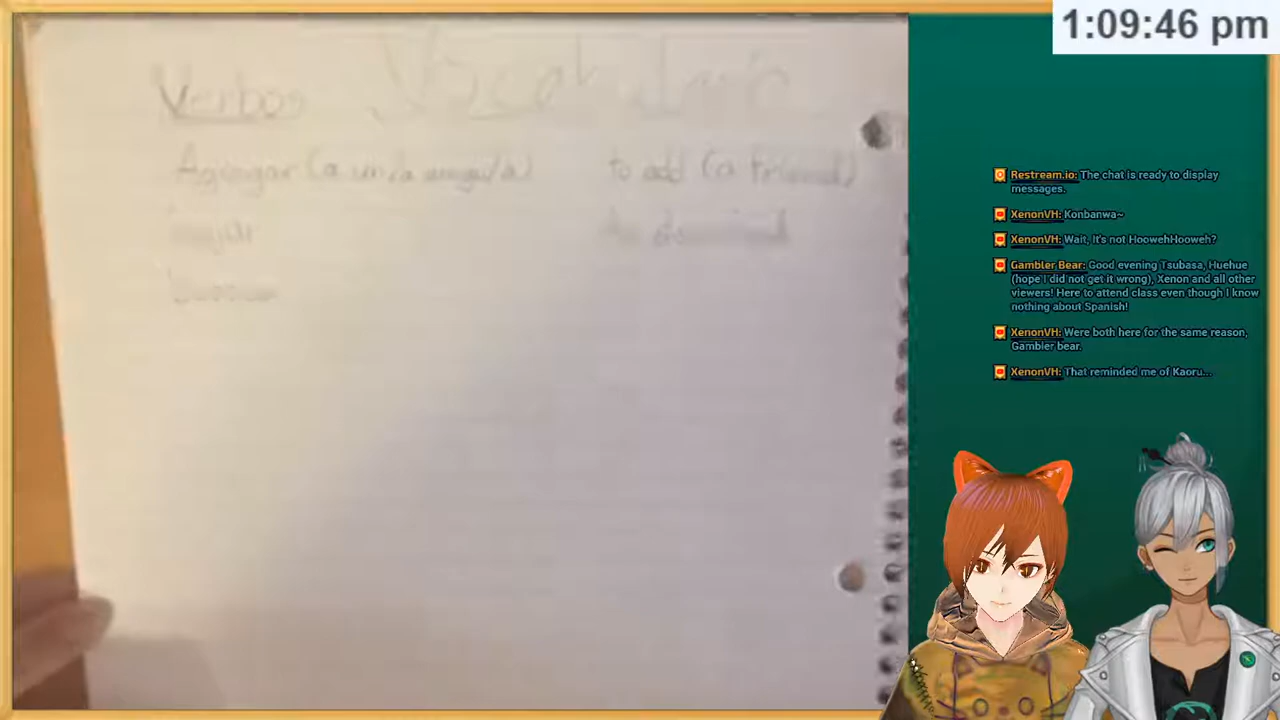 1:09:46 pm
Verbos
Agregar (a un/a amigo/a) to add (a friend)
Restream.io: The chat is ready to display
messages.
XenonVH: Konbanwa~
XenonVH: Wait, It's not HoowehHooweh?
Gambler Bear: Good evening Tsubasa, Huehue
(hope I did not get it wrong), Xenon and all other
viewers! Here to attend class even though I know
nothing about Spanish!
XenonVH: Were both here for the same reason,
Gambler bear.
XenonVH: That reminded me of Kaoru...